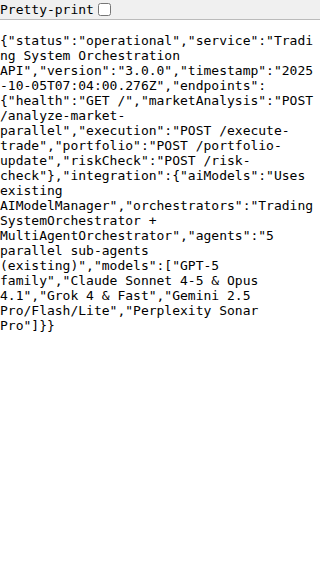 Pretty-print
{"status":"operational","service":"Tradi
ng System Orchestration
API","version":"3.0.0","timestamp":"2025
-10-05T07:04:00.276Z","endpoints":
{"health":"GET /","marketAnalysis":"POST
/analyze-market-
parallel","execution":"POST /execute-
trade","portfolio":"POST /portfolio-
update","riskCheck":"POST /risk-
check"},"integration":{"aiModels":"Uses
existing
AIModelManager","orchestrators":"Trading
SystemOrchestrator +
MultiAgentOrchestrator","agents":"5
parallel sub-agents
(existing)","models":["GPT-5
family","Claude Sonnet 4-5 & Opus
4.1","Grok 4 & Fast","Gemini 2.5
Pro/Flash/Lite","Perplexity Sonar
Pro"]}}